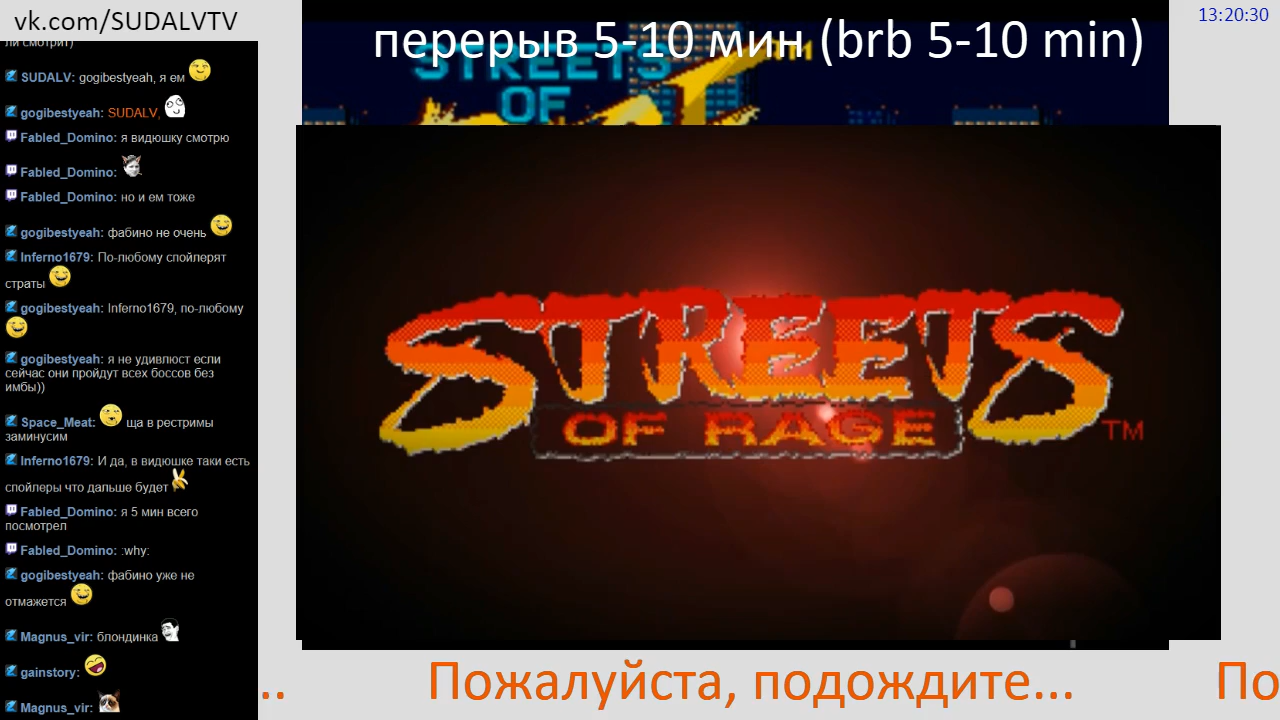 vk.com/SUDALVTV
ли смотрит)
SUDALV: gogibestyeah, я ем
gogibestyeah: SUDALV,
Fabled_Domino: я видюшку смотрю
Fabled_Domino:
Fabled_Domino: но и ем тоже
gogibestyeah: фабино не очень
Inferno1679: По-любому спойлерят
страты
gogibestyeah: Inferno1679, по-любому
gogibestyeah: я не удивлюст если
сейчас они пройдут всех боссов без
имбы))
Space_Meat: ща в рестримы
заминусим
Inferno1679: И да, в видюшке таки есть
спойлеры что дальше будет
Fabled_Domino: я 5 мин всего
посмотрел
Fabled_Domino: :why:
gogibestyeah: фабино уже не
отмажется
Magnus_vir: блондинка
gainstory:
Magnus_vir:
перерыв 5-10 мин (brb 5-10 min)
13:20:30
STREETS
OF
STREETS
OF RAGE
TM
.. Пожалуйста, подождите... По